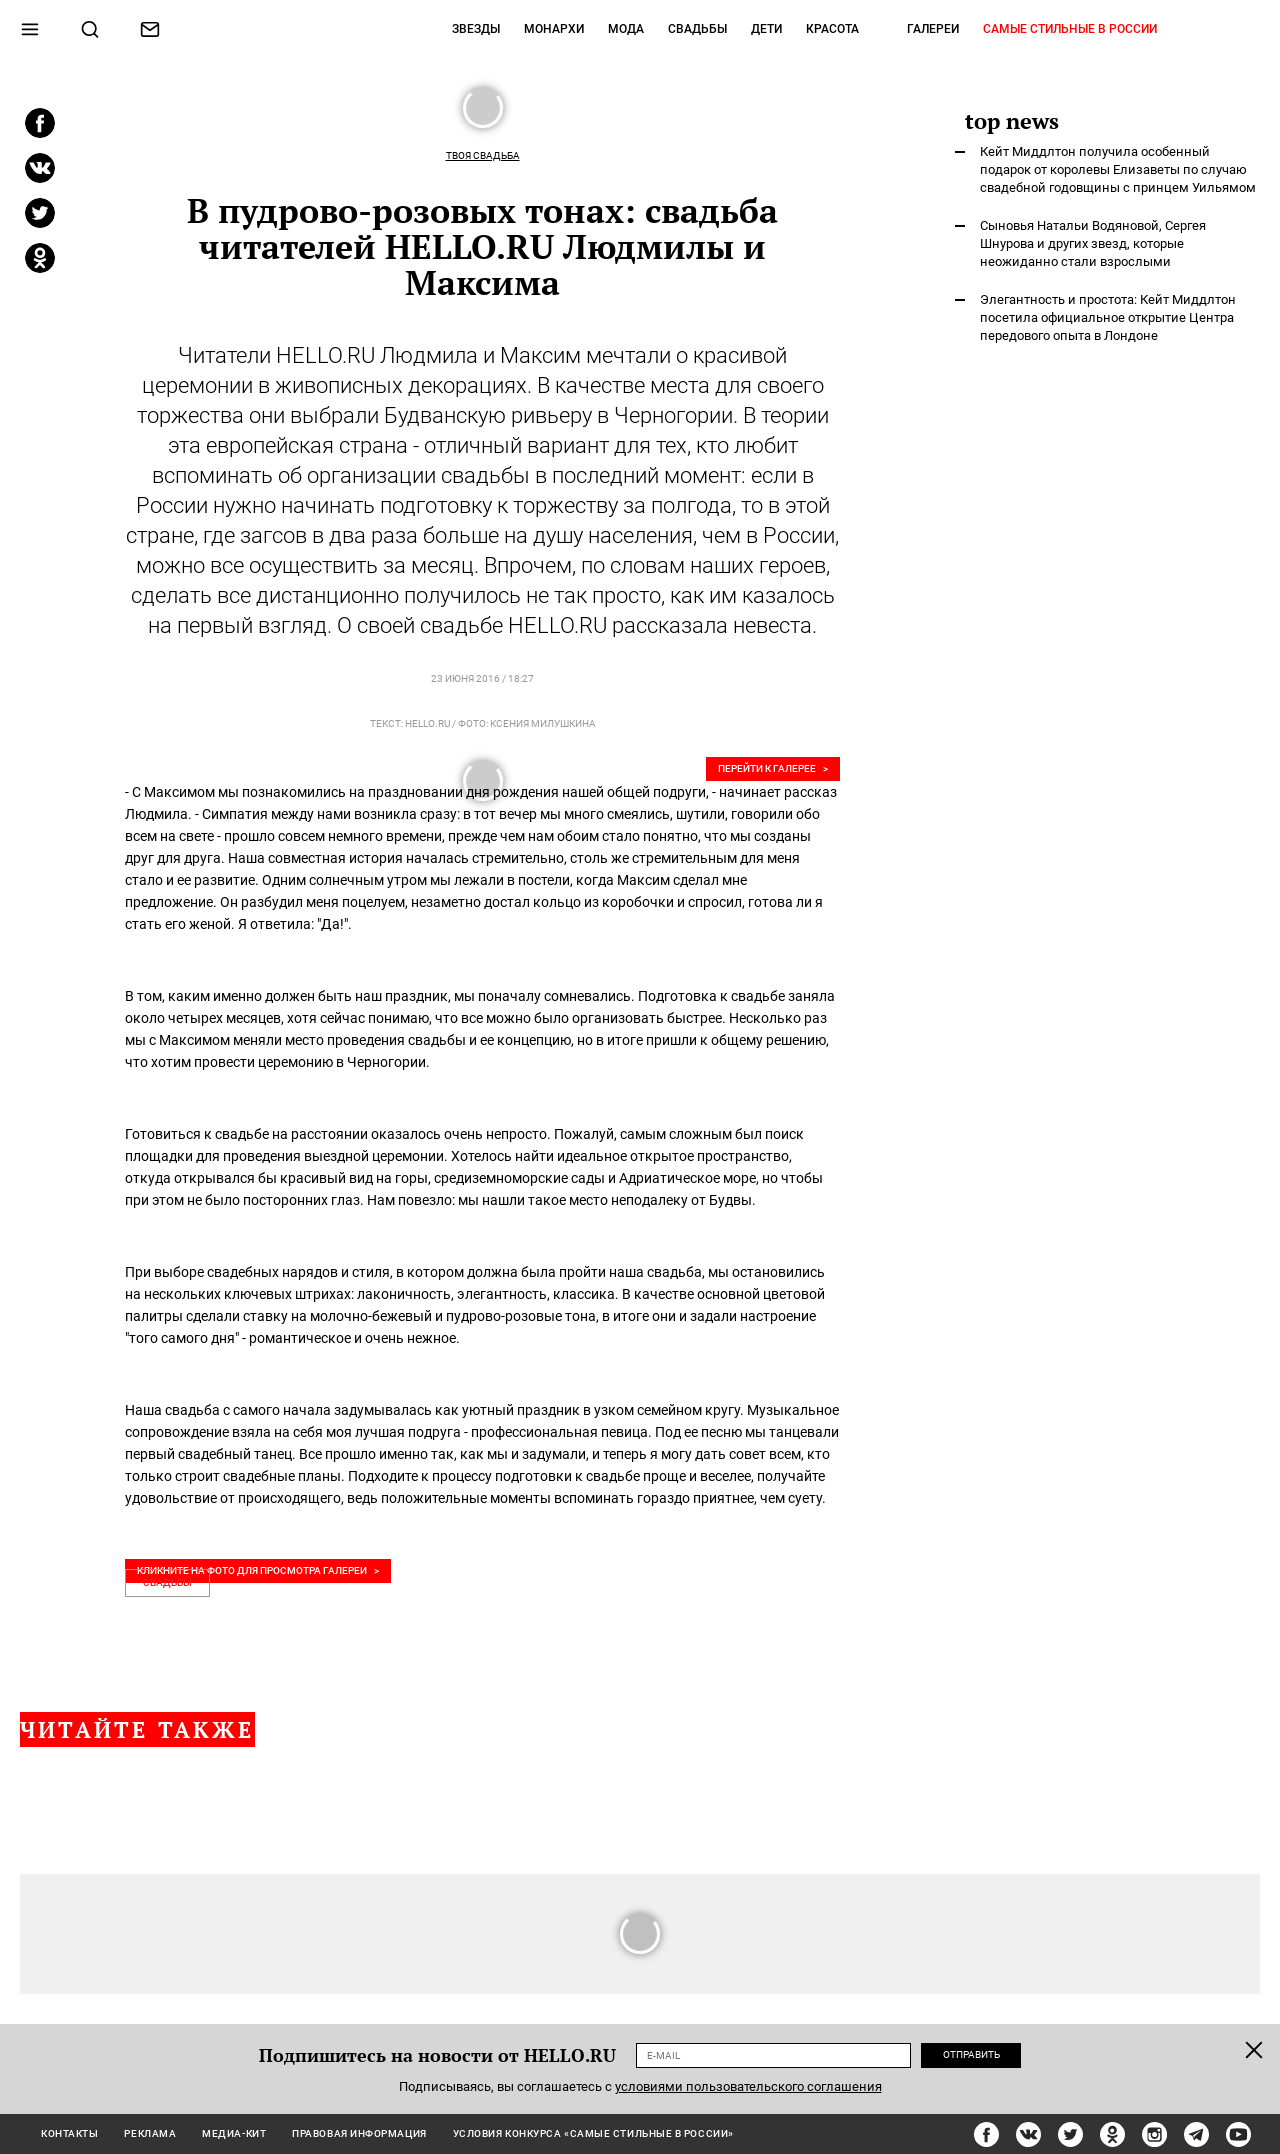 ЗВЕЗДЫ МОНАРХИ МОДА СВАДЬБЫ ДЕТИ КРАСОТА ГАЛЕРЕИ САМЫЕ СТИЛЬНЫЕ В РОССИИ
ТВОЯ СВАДЬБА
В пудрово-розовых тонах: свадьба
читателей HELLO.RU Людмилы и
Максима
Читатели HELLO.RU Людмила и Максим мечтали о красивой
церемонии в живописных декорациях. В качестве места для своего
торжества они выбрали Будванскую ривьеру в Черногории. В теории
эта европейская страна - отличный вариант для тех, кто любит
вспоминать об организации свадьбы в последний момент: если в
России нужно начинать подготовку к торжеству за полгода, то в этой
стране, где загсов в два раза больше на душу населения, чем в России,
можно все осуществить за месяц. Впрочем, по словам наших героев,
сделать все дистанционно получилось не так просто, как им казалось
на первый взгляд. О своей свадьбе HELLO.RU рассказала невеста.
23 ИЮНЯ 2016 / 18:27
ТЕКСТ: HELLO.RU / ФОТО: КСЕНИЯ МИЛУШКИНА
ПЕРЕЙТИ К ГАЛЕРЕЕ >
- С Максимом мы познакомились на праздновании дня рождения нашей общей подруги, - начинает рассказ
Людмила. - Симпатия между нами возникла сразу: в тот вечер мы много смеялись, шутили, говорили обо
всем на свете - прошло совсем немного времени, прежде чем нам обоим стало понятно, что мы созданы
друг для друга. Наша совместная история началась стремительно, столь же стремительным для меня
стало и ее развитие. Одним солнечным утром мы лежали в постели, когда Максим сделал мне
предложение. Он разбудил меня поцелуем, незаметно достал кольцо из коробочки и спросил, готова ли я
стать его женой. Я ответила: "Да!".
В том, каким именно должен быть наш праздник, мы поначалу сомневались. Подготовка к свадьбе заняла
около четырех месяцев, хотя сейчас понимаю, что все можно было организовать быстрее. Несколько раз
мы с Максимом меняли место проведения свадьбы и ее концепцию, но в итоге пришли к общему решению,
что хотим провести церемонию в Черногории.
Готовиться к свадьбе на расстоянии оказалось очень непросто. Пожалуй, самым сложным был поиск
площадки для проведения выездной церемонии. Хотелось найти идеальное открытое пространство,
откуда открывался бы красивый вид на горы, средиземноморские сады и Адриатическое море, но чтобы
при этом не было посторонних глаз. Нам повезло: мы нашли такое место неподалеку от Будвы.
При выборе свадебных нарядов и стиля, в котором должна была пройти наша свадьба, мы остановились
на нескольких ключевых штрихах: лаконичность, элегантность, классика. В качестве основной цветовой
палитры сделали ставку на молочно-бежевый и пудрово-розовые тона, в итоге они и задали настроение
"того самого дня" - романтическое и очень нежное.
Наша свадьба с самого начала задумывалась как уютный праздник в узком семейном кругу. Музыкальное
сопровождение взяла на себя моя лучшая подруга - профессиональная певица. Под ее песню мы танцевали
первый свадебный танец. Все прошло именно так, как мы и задумали, и теперь я могу дать совет всем, кто
только строит свадебные планы. Подходите к процессу подготовки к свадьбе проще и веселее, получайте
удовольствие от происходящего, ведь положительные моменты вспоминать гораздо приятнее, чем суету.
КЛИКНИТЕ НА ФОТО ДЛЯ ПРОСМОТРА ГАЛЕРЕИ >
СВАДЬБЫ
top news
Кейт Миддлтон получила особенный
подарок от королевы Елизаветы по случаю
свадебной годовщины с принцем Уильямом
Сыновья Натальи Водяновой, Сергея
Шнурова и других звезд, которые
неожиданно стали взрослыми
Элегантность и простота: Кейт Миддлтон
посетила официальное открытие Центра
передового опыта в Лондоне
ЧИТАЙТЕ ТАКЖЕ
Подпишитесь на новости от HELLO.RU E-MAIL ОТПРАВИТЬ
Подписываясь, вы соглашаетесь с условиями пользовательского соглашения
КОНТАКТЫ РЕКЛАМА МЕДИА-КИТ ПРАВОВАЯ ИНФОРМАЦИЯ УСЛОВИЯ КОНКУРСА «САМЫЕ СТИЛЬНЫЕ В РОССИИ»